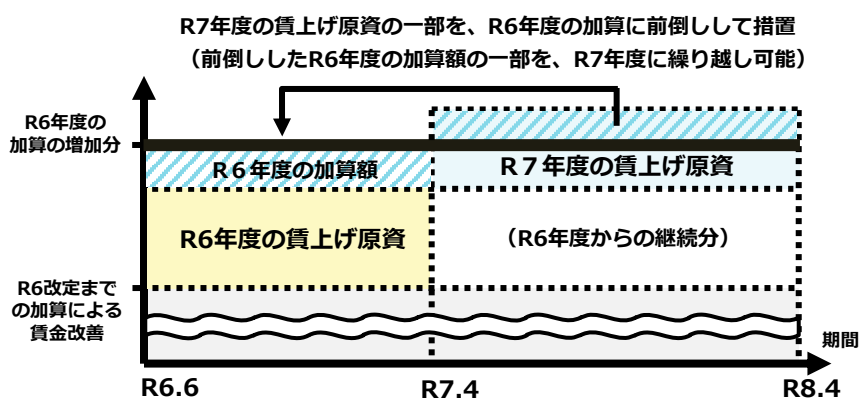 R7年度の賃上げ原資の一部を、R6年度の加算に前倒しして措置
（前倒ししたR6年度の加算額の一部を、R7年度に繰り越し可能）
R6年度の
加算の増加分
R６年度の加算額
R７年度の賃上げ原資
R6年度の賃上げ原資
（R6年度からの継続分）
R6改定まで
の加算による
賃金改善
期間
R6.6
R7.4
R8.4